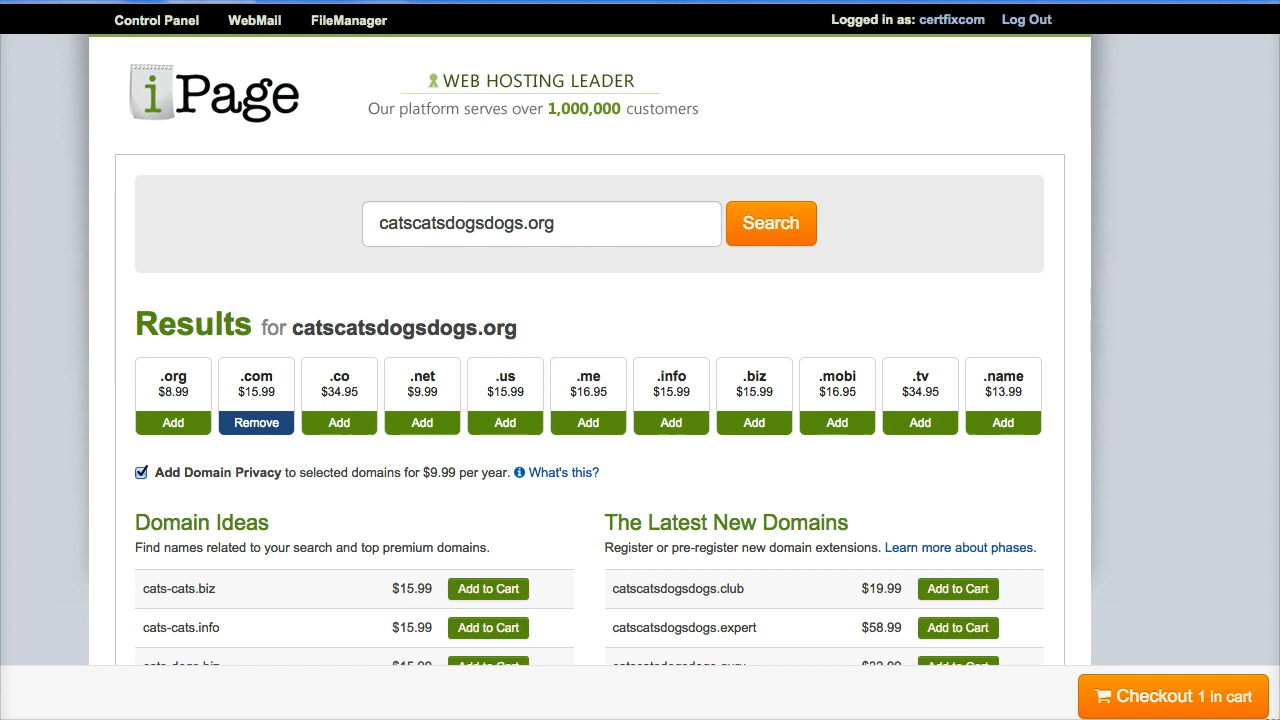 Control Panel WebMail FileManager Logged in as: certfixcom Log Out
iPage
WEB HOSTING LEADER
Our platform serves over 1,000,000 customers
catscatsdogsdogs.org Search
Results for catscatsdogsdogs.org
.org .com .co .net .us .me .info .biz .mobi .tv .name
$8.99 $15.99 $34.95 $9.99 $15.99 $16.95 $15.99 $15.99 $16.95 $34.95 $13.99
Add Remove Add Add Add Add Add Add Add Add Add
Add Domain Privacy to selected domains for $9.99 per year. What's this?
Domain Ideas
Find names related to your search and top premium domains.
cats-cats.biz $15.99 Add to Cart
cats-cats.info $15.99 Add to Cart
The Latest New Domains
Register or pre-register new domain extensions. Learn more about phases.
catscatsdogsdogs.club $19.99 Add to Cart
catscatsdogsdogs.expert $58.99 Add to Cart
Checkout 1 in cart